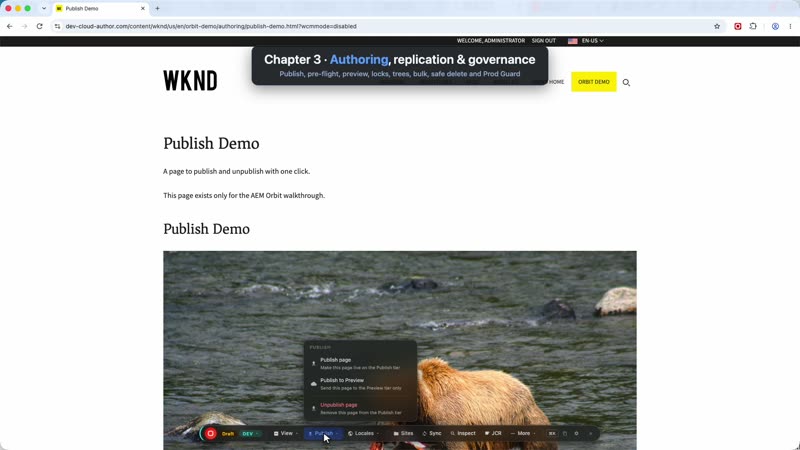 Publish Demo
dev-cloud-author.com/content/wknd/us/en/orbit-demo/authoring/publish-demo.html?wcmmode=disabled
WELCOME, ADMINISTRATOR SIGN OUT EN-US
Chapter 3 · Authoring, replication & governance
Publish, pre-flight, preview, locks, trees, bulk, safe delete and Prod Guard
WKND
HOME
ORBIT DEMO
Publish Demo
A page to publish and unpublish with one click.
This page exists only for the AEM Orbit walkthrough.
Publish Demo
PUBLISH
Publish page
Make this page live on the Publish tier
Publish to Preview
Send this page to the Preview tier only
Unpublish page
Remove this page from the Publish tier
Draft DEV View Publish Locales Sites Sync Inspect JCR More